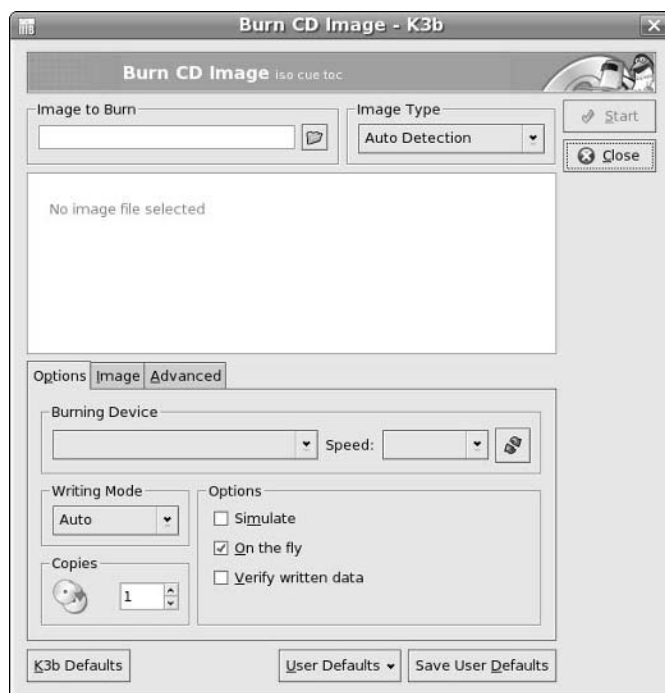 Burn CD Image - K3b
Burn CD Image iso cue toc
Image to Burn
Image Type
Auto Detection
Start
Close
No image file selected
Options Image Advanced
Burning Device
Speed:
Writing Mode
Auto
Options
Simulate
On the fly
Verify written data
Copies
1
K3b Defaults
User Defaults
Save User Defaults